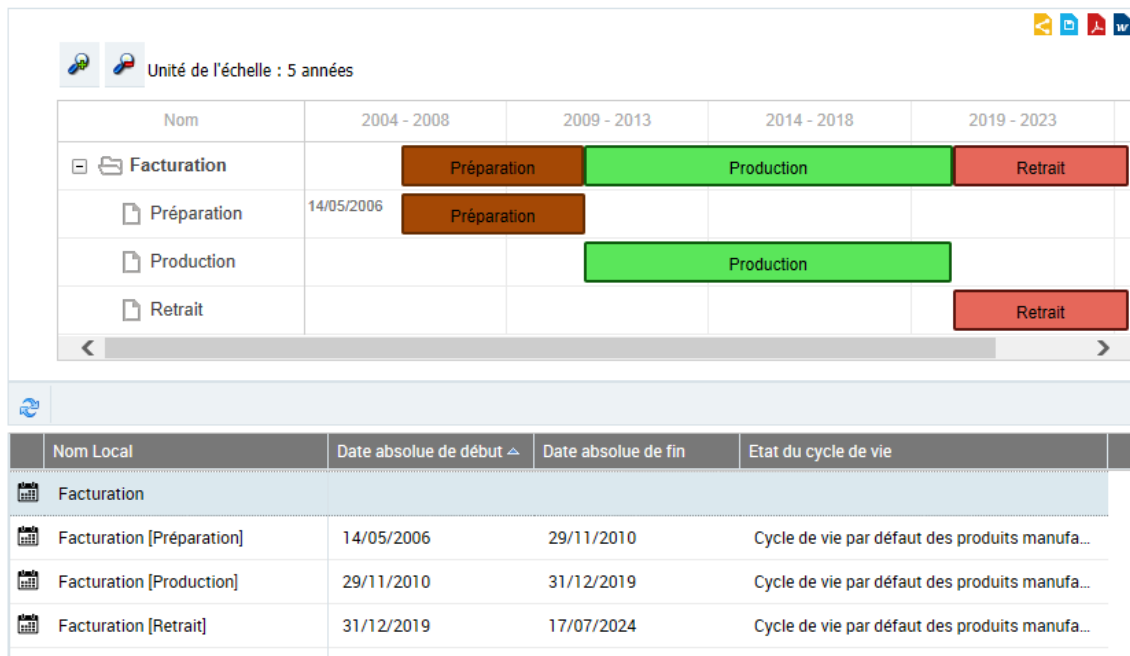 w
Unité de l'échelle : 5 années
Nom 2004 - 2008 2009 - 2013 2014 - 2018 2019 - 2023
Facturation Préparation Production Retrait
Préparation 14/05/2006 Préparation
Production Production
Retrait Retrait
Nom Local Date absolue de début Date absolue de fin Etat du cycle de vie
Facturation
Facturation [Préparation] 14/05/2006 29/11/2010 Cycle de vie par défaut des produits manufa...
Facturation [Production] 29/11/2010 31/12/2019 Cycle de vie par défaut des produits manufa...
Facturation [Retrait] 31/12/2019 17/07/2024 Cycle de vie par défaut des produits manufa...